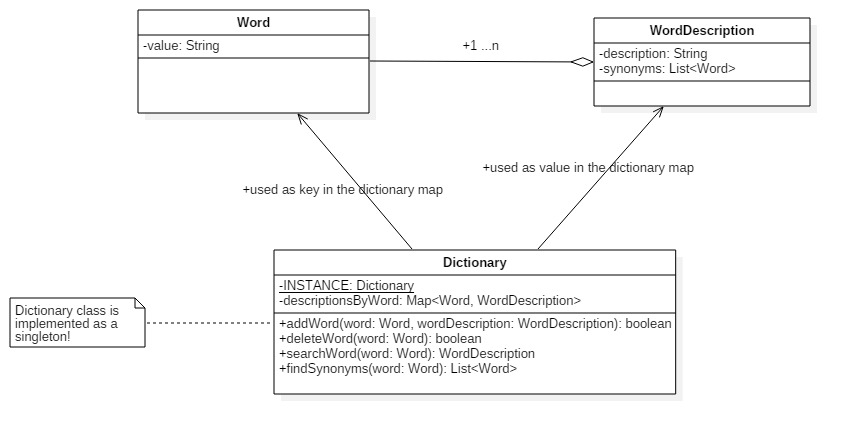 Word
-value: String
+1 ...n
WordDescription
-description: String
-synonyms: List<Word>
+used as key in the dictionary map
+used as value in the dictionary map
Dictionary
-INSTANCE: Dictionary
-descriptionsByWord: Map<Word, WordDescription>
+addWord(word: Word, wordDescription: WordDescription): boolean
+deleteWord(word: Word): boolean
+searchWord(word: Word): WordDescription
+findSynonyms(word: Word): List<Word>
Dictionary class is
implemented as a
singleton!